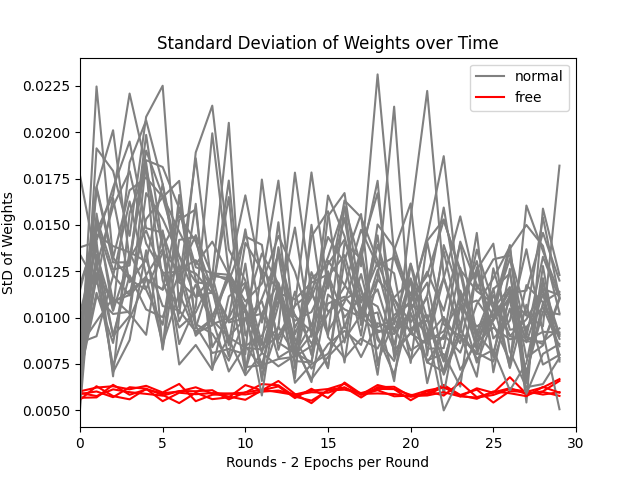 Standard Deviation of Weights over Time
StD of Weights
0.0225
0.0200
0.0175
0.0150
0.0125
0.0100
0.0075
0.0050
normal
free
0 5 10 15 20 25 30
Rounds - 2 Epochs per Round